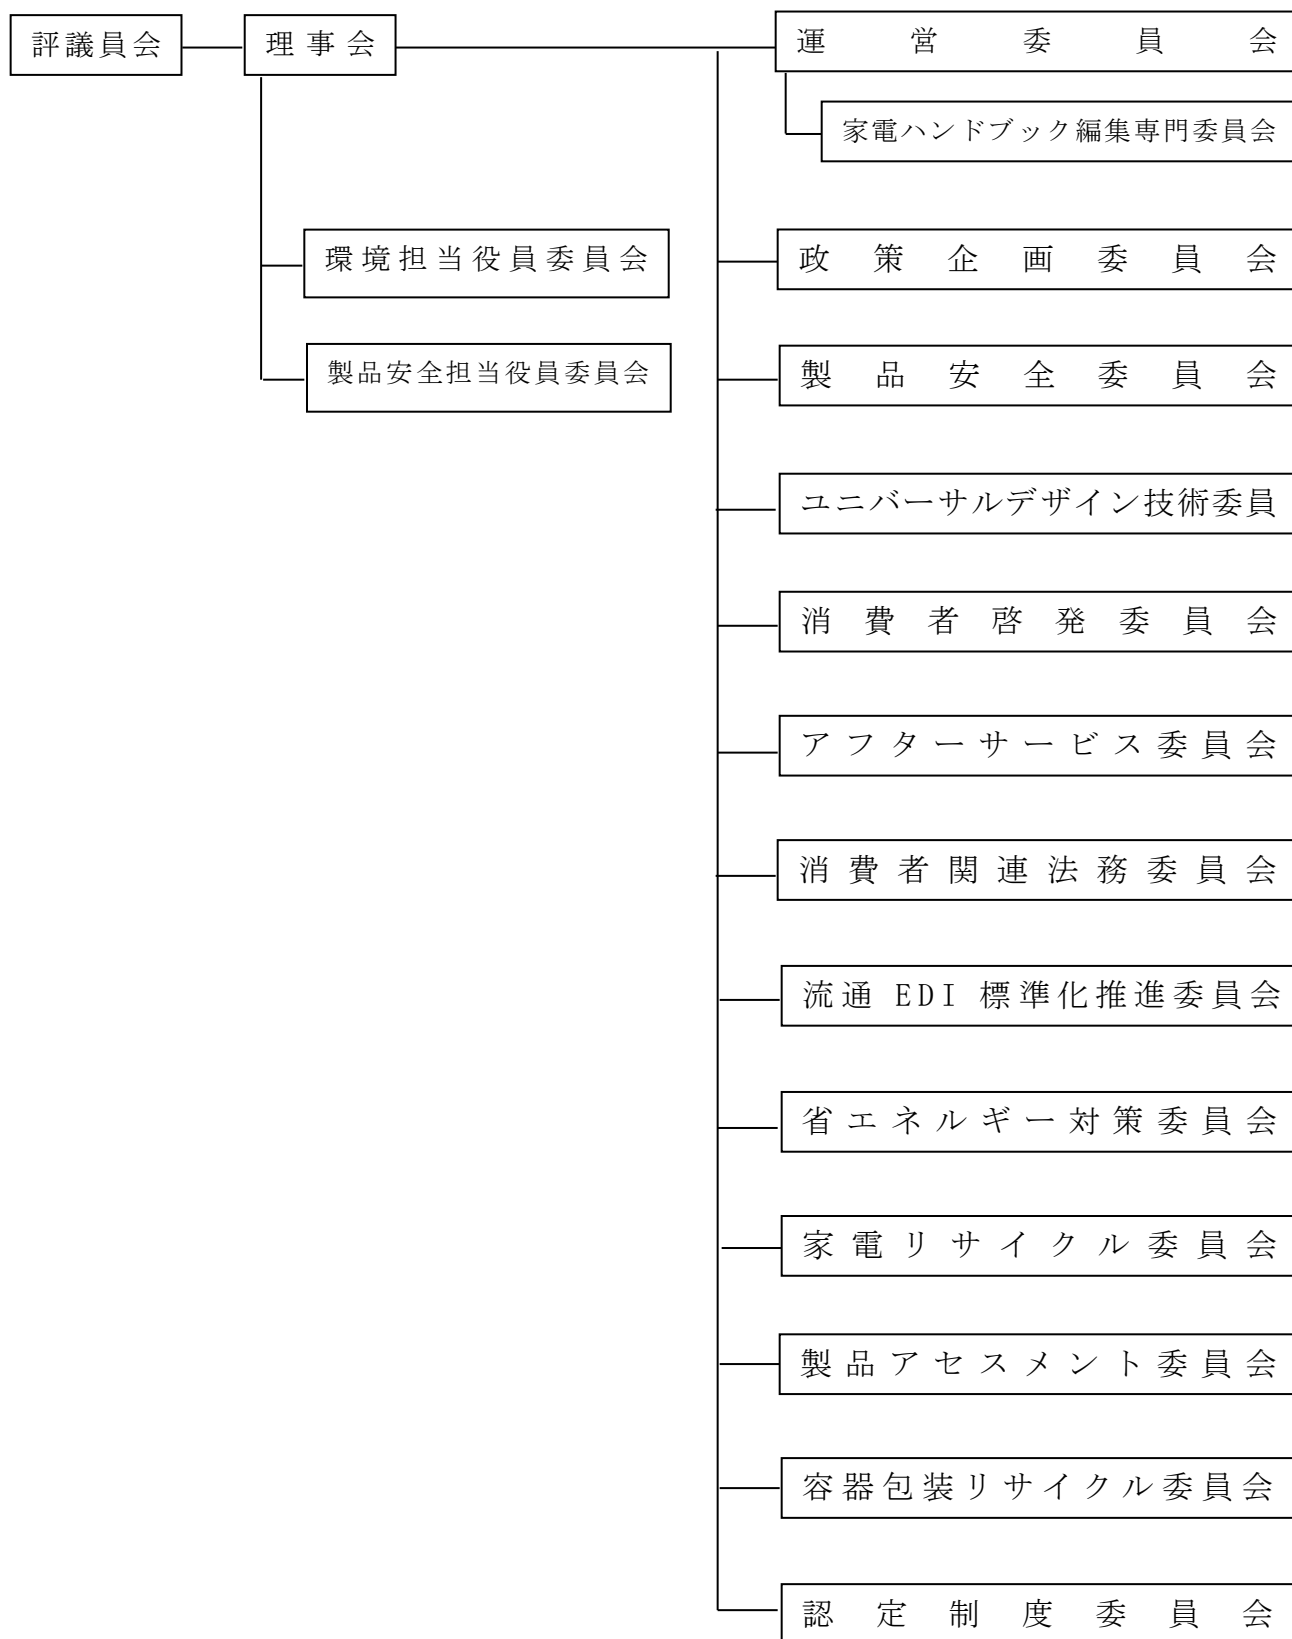 評議員会
理事会
運営委員会
家電ハンドブック編集専門委員会
環境担当役員委員会
政策企画委員会
製品安全担当役員委員会
製品安全委員会
ユニバーサルデザイン技術委員
消費者啓発委員会
アフターサービス委員会
消費者関連法務委員会
流通 EDI 標準化推進委員会
省エネルギー対策委員会
家電リサイクル委員会
製品アセスメント委員会
容器包装リサイクル委員会
認定制度委員会